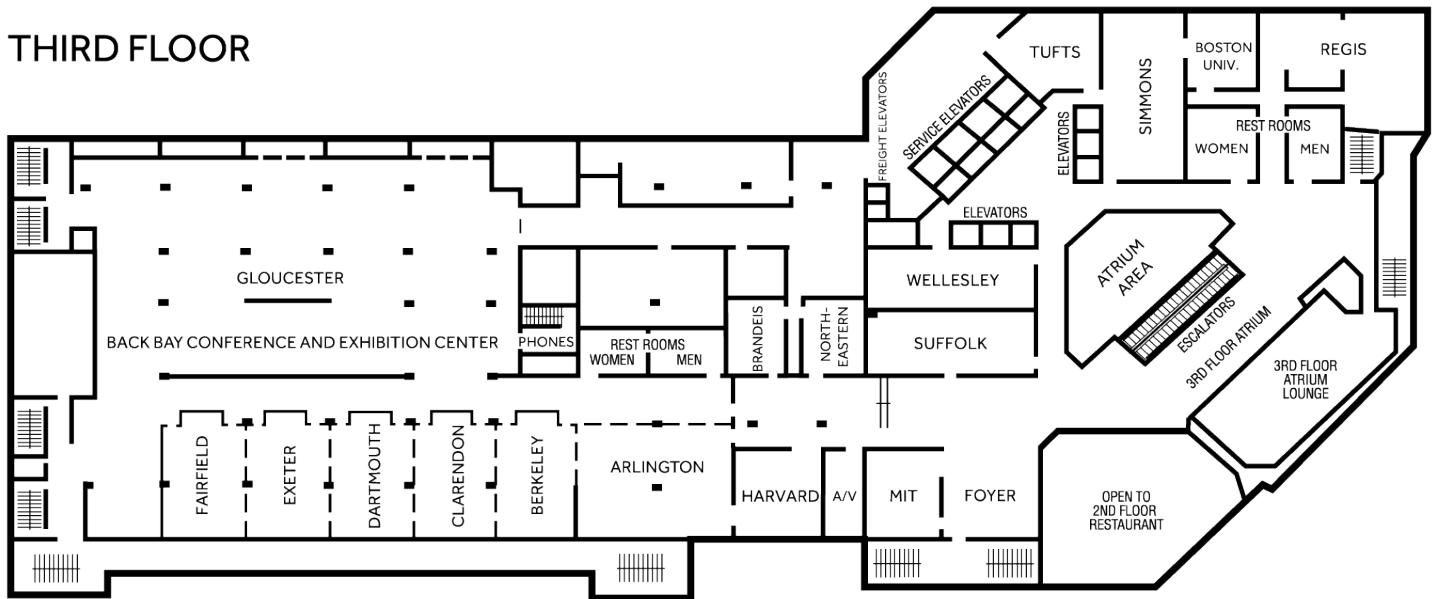 THIRD FLOOR
TUFTS
SIMMONS
BOSTON
UNIV.
REGIS
FREIGHT ELEVATORS
SERVICE ELEVATORS
ELEVATORS
REST ROOMS
WOMEN
MEN
ELEVATORS
GLOUCESTER
BACK BAY CONFERENCE AND EXHIBITION CENTER
PHONES
REST ROOMS
WOMEN
MEN
BRANDEIS
NORTH-
EASTERN
WELLESLEY
SUFFOLK
ATRIUM
AREA
ESCALATORS
3RD FLOOR ATRIUM
3RD FLOOR
ATRIUM
LOUNGE
FAIRFIELD
EXETER
DARTMOUTH
CLARENDON
BERKELEY
ARLINGTON
HARVARD
A/V
MIT
FOYER
OPEN TO
2ND FLOOR
RESTAURANT